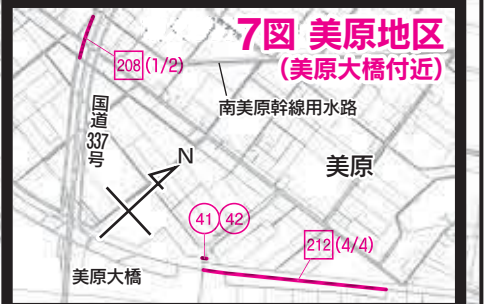 7図 美原地区
(美原大橋付近)
208(1/2)
南美原幹線用水路
国道337号
N
美原
41 42
212(4/4)
美原大橋